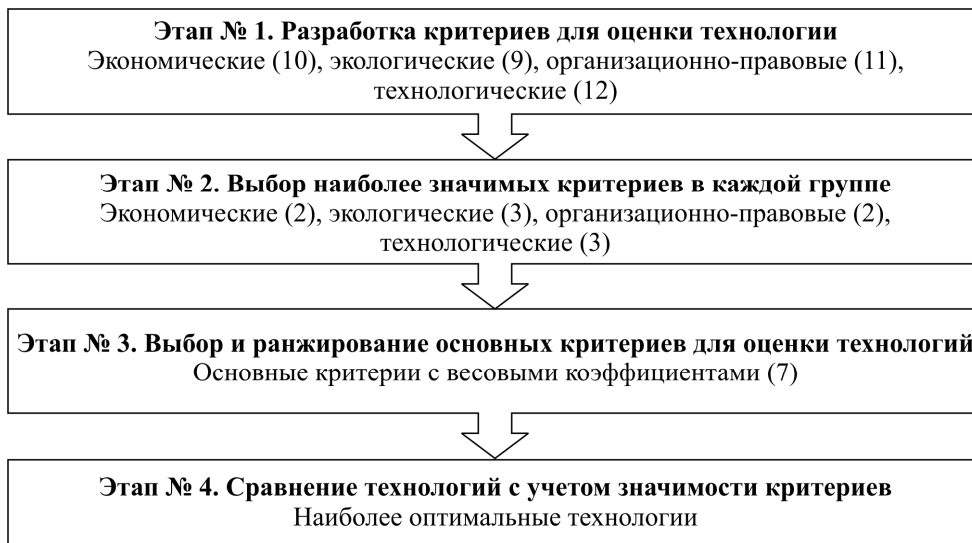 Этап № 1. Разработка критериев для оценки технологии
Экономические (10), экологические (9), организационно-правовые (11),
технологические (12)
Этап № 2. Выбор наиболее значимых критериев в каждой группе
Экономические (2), экологические (3), организационно-правовые (2),
технологические (3)
Этап № 3. Выбор и ранжирование основных критериев для оценки технологий
Основные критерии с весовыми коэффициентами (7)
Этап № 4. Сравнение технологий с учетом значимости критериев
Наиболее оптимальные технологии